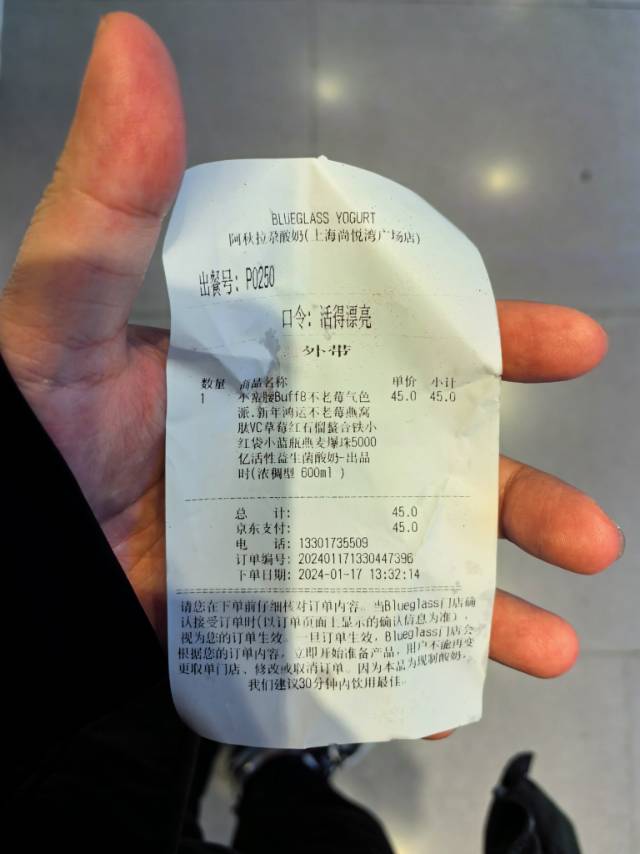 BLUEGLASS YOGURT
阿秋拉尕酸奶(上海尚悦湾广场店)
出餐号: P0250
口令: 活得漂亮
外带
数量 商品名称 单价 小计
1 小蛮腰Buff8不老莓气色 45.0 45.0
派.新年鸿运不老莓燕窝
肽VC草莓红石榴螯合铁小
红袋小蓝瓶燕麦爆珠5000
亿活性益生菌酸奶-出品
时(浓稠型 600ml )
总 计: 45.0
京东支付: 45.0
电 话: 13301735509
订单编号: 202401171330447396
下单日期: 2024-01-17 13:32:14
请您在下单前仔细核对订单内容。当Blueglass门店确
认接受订单时(以订单页面上显示的确认信息为准),
视为您的订单生效。一旦订单生效,Blueglass门店会
根据您的订单内容,立即开始准备产品,用户不能再变
更取单门店、修改或取消订单。因为本品为现制酸奶,
我们建议30分钟内饮用最佳。